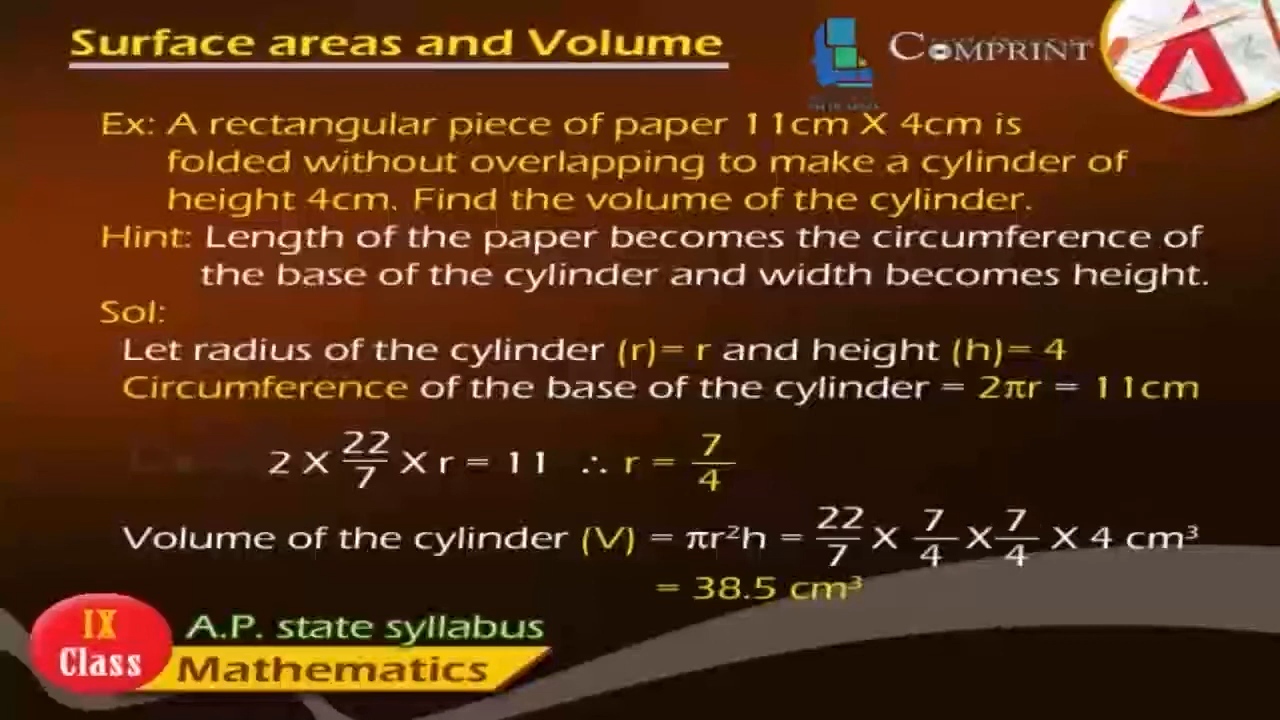 Surface areas and Volume
COMPRINT
Ex: A rectangular piece of paper 11cm X 4cm is
folded without overlapping to make a cylinder of
height 4cm. Find the volume of the cylinder.
Hint: Length of the paper becomes the circumference of
the base of the cylinder and width becomes height.
Sol:
Let radius of the cylinder (r)= r and height (h)= 4
Circumference of the base of the cylinder = 2πr = 11cm
2 X 22/7 X r = 11 ∴ r = 7/4
Volume of the cylinder (V) = πr²h = 22/7 X 7/4 X 7/4 X 4 cm³
= 38.5 cm³
IX
Class
A.P. state syllabus
Mathematics